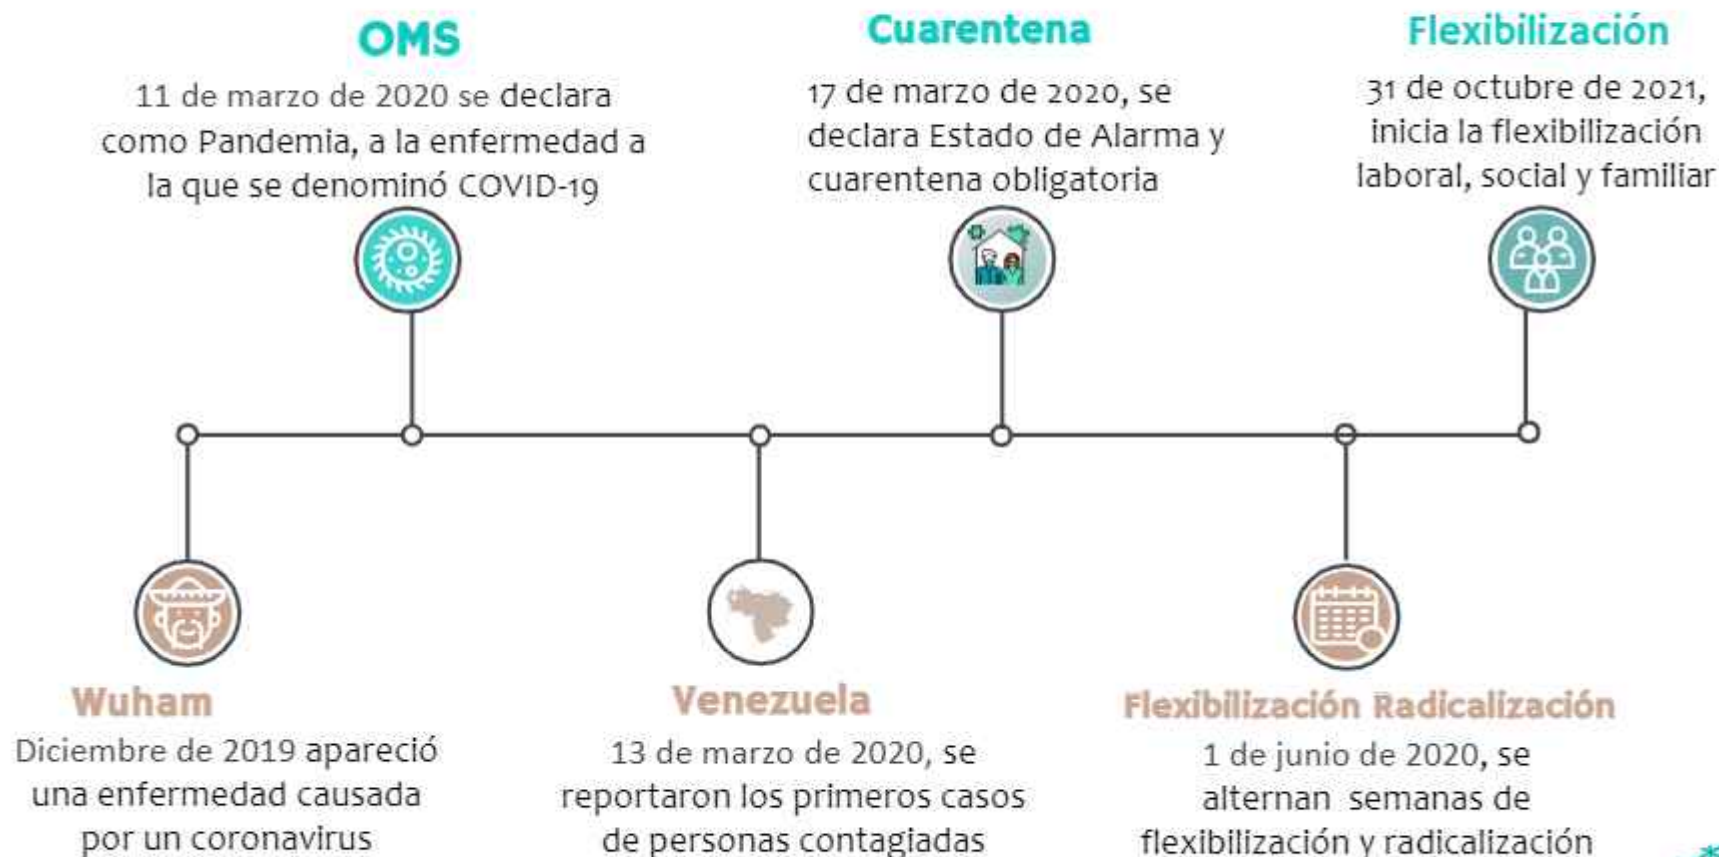 OMS
11 de marzo de 2020 se declara
como Pandemia, a la enfermedad a
la que se denominó COVID-19
Cuarentena
17 de marzo de 2020, se
declara Estado de Alarma y
cuarentena obligatoria
Flexibilización
31 de octubre de 2021,
inicia la flexibilización
laboral, social y familiar
Wuham
Diciembre de 2019 apareció
una enfermedad causada
por un coronavirus
Venezuela
13 de marzo de 2020, se
reportaron los primeros casos
de personas contagiadas
Flexibilización Radicalización
1 de junio de 2020, se
alternan semanas de
flexibilización y radicalización
*